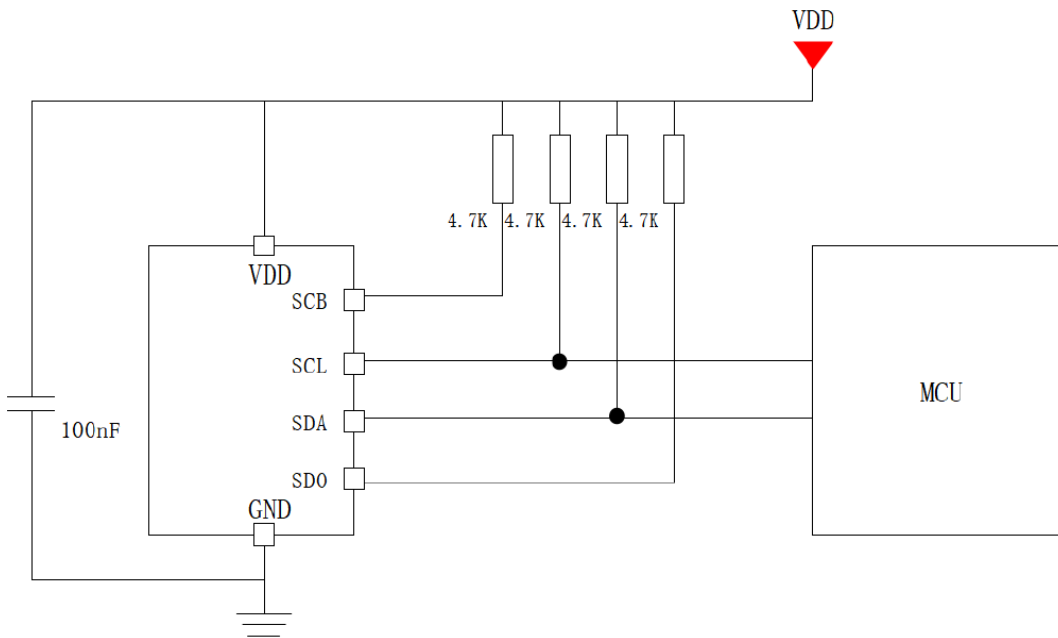 VDD
4.7K 4.7K 4.7K 4.7K
VDD
SCB
SCL
MCU
100nF
SDA
SDO
GND